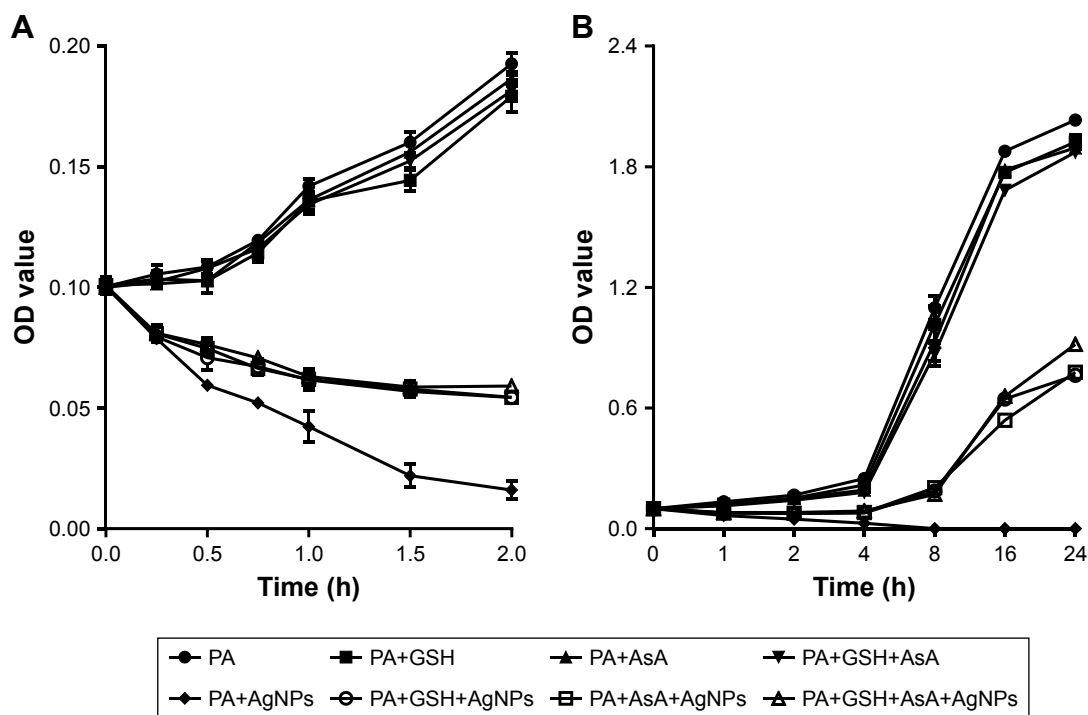 A
OD value
0.20
0.15
0.10
0.05
0.00
0.0 0.5 1.0 1.5 2.0
Time (h)
B
OD value
2.4
1.8
1.2
0.6
0.0
0 1 2 4 8 16 24
Time (h)
PA PA+GSH PA+AsA PA+GSH+AsA
PA+AgNPs PA+GSH+AgNPs PA+AsA+AgNPs PA+GSH+AsA+AgNPs